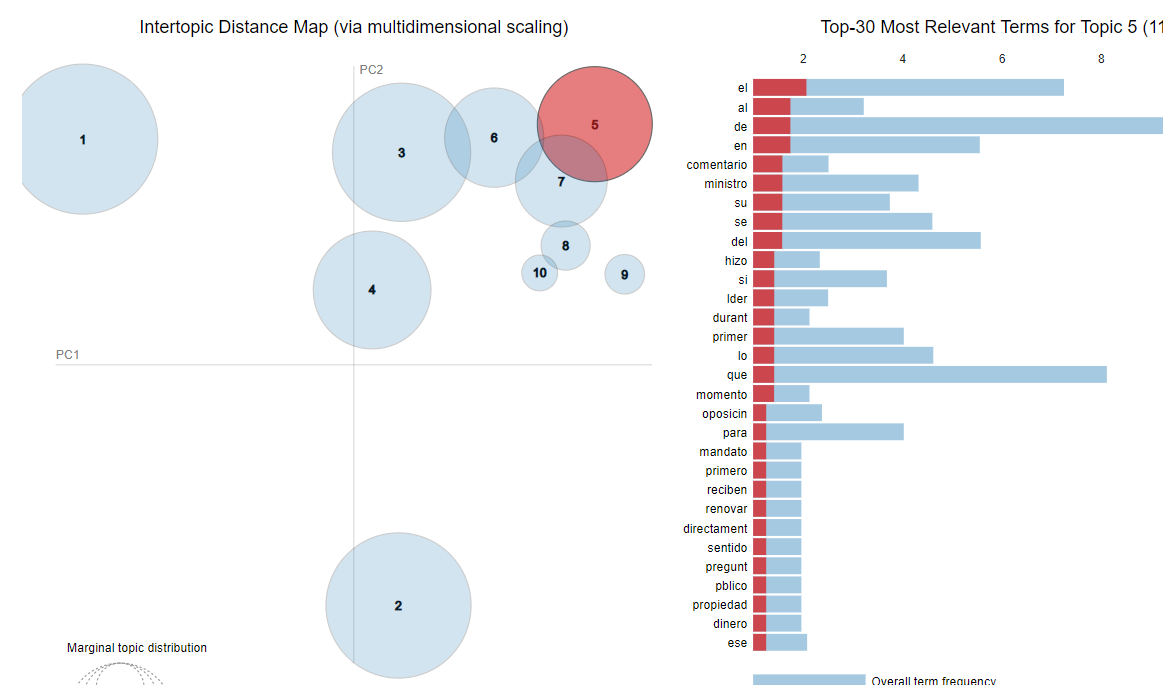 Intertopic Distance Map (via multidimensional scaling)
PC2
PC1
1
2
3
4
5
6
7
8
9
10
Marginal topic distribution
Top-30 Most Relevant Terms for Topic 5 (11
2 4 6 8
el
al
de
en
comentario
ministro
su
se
del
hizo
si
lder
durant
primer
lo
que
momento
oposicin
para
mandato
primero
reciben
renovar
directament
sentido
pregunt
pblico
propiedad
dinero
ese
Overall term frequency